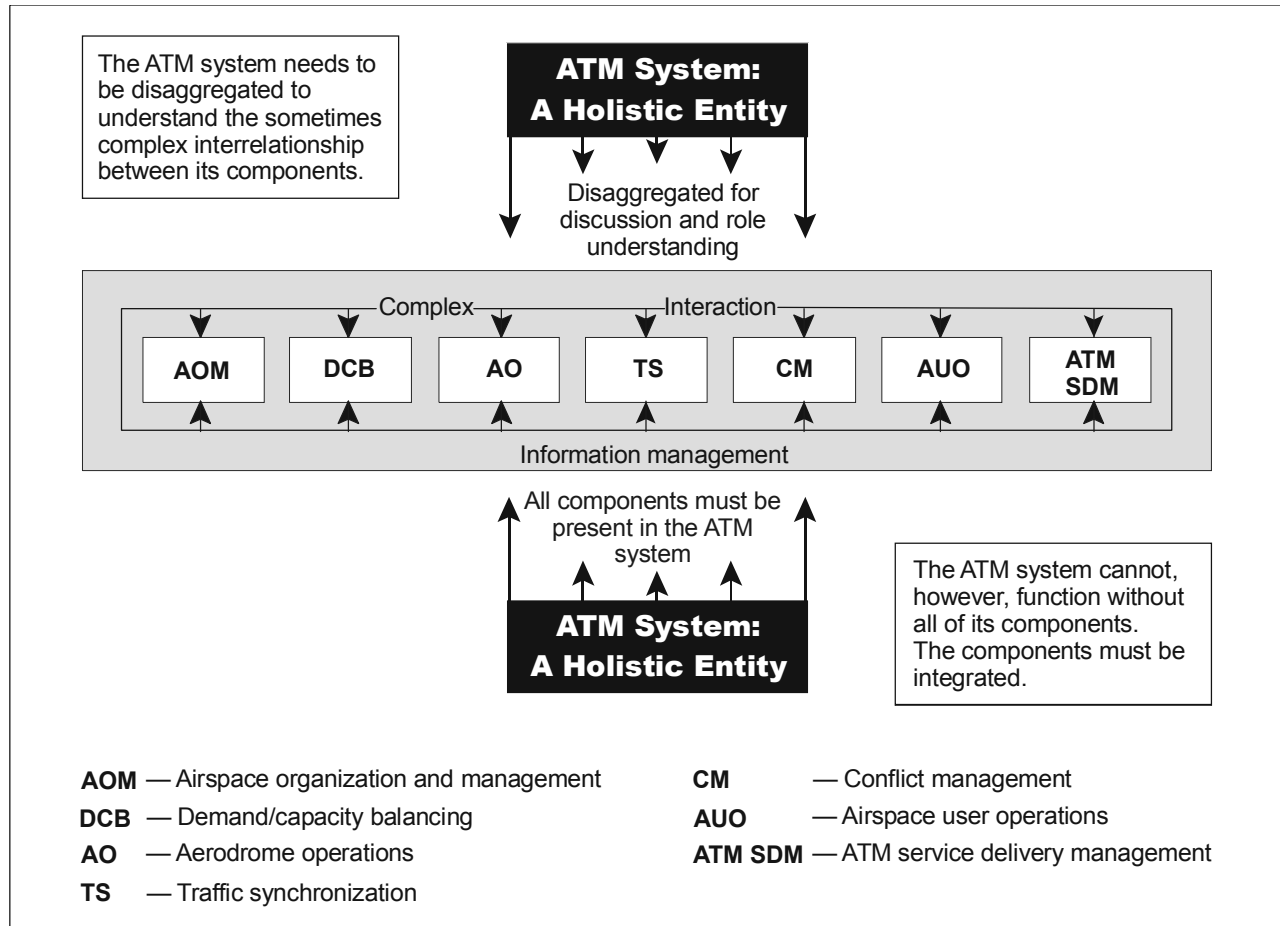 The ATM system needs to
be disaggregated to
understand the sometimes
complex interrelationship
between its components.
ATM System:
A Holistic Entity
Disaggregated for
discussion and role
understanding
Complex Interaction
AOM
DCB
AO
TS
CM
AUO
ATM
SDM
Information management
All components must be
present in the ATM
system
ATM System:
A Holistic Entity
The ATM system cannot,
however, function without
all of its components.
The components must be
integrated.
AOM — Airspace organization and management
DCB — Demand/capacity balancing
AO — Aerodrome operations
TS — Traffic synchronization
CM — Conflict management
AUO — Airspace user operations
ATM SDM — ATM service delivery management